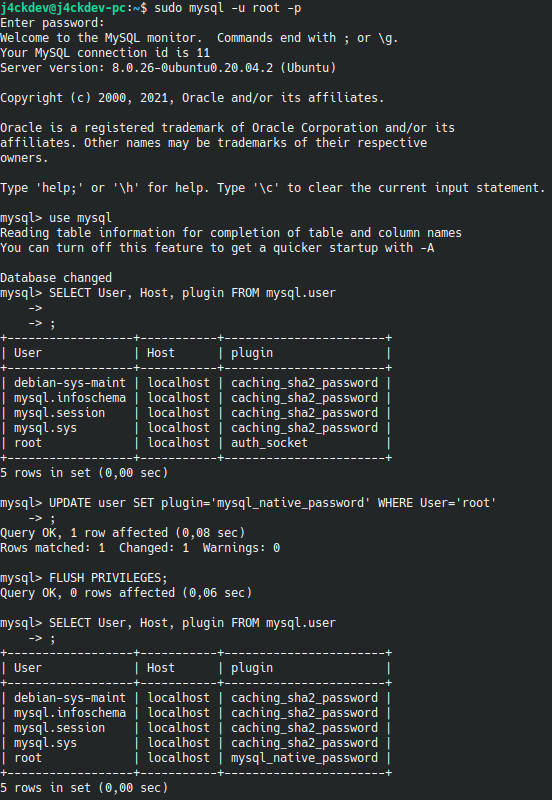 j4ckdev@j4ckdev-pc:~$ sudo mysql -u root -p
Enter password:
Welcome to the MySQL monitor.  Commands end with ; or \g.
Your MySQL connection id is 11
Server version: 8.0.26-0ubuntu0.20.04.2 (Ubuntu)

Copyright (c) 2000, 2021, Oracle and/or its affiliates.

Oracle is a registered trademark of Oracle Corporation and/or its
affiliates. Other names may be trademarks of their respective
owners.

Type 'help;' or '\h' for help. Type '\c' to clear the current input statement.

mysql> use mysql
Reading table information for completion of table and column names
You can turn off this feature to get a quicker startup with -A

Database changed
mysql> SELECT User, Host, plugin FROM mysql.user
    ->
    -> ;
+------------------+-----------+-----------------------+
| User             | Host      | plugin                |
+------------------+-----------+-----------------------+
| debian-sys-maint | localhost | caching_sha2_password |
| mysql.infoschema | localhost | caching_sha2_password |
| mysql.session    | localhost | caching_sha2_password |
| mysql.sys        | localhost | caching_sha2_password |
| root             | localhost | auth_socket           |
+------------------+-----------+-----------------------+
5 rows in set (0,00 sec)

mysql> UPDATE user SET plugin='mysql_native_password' WHERE User='root'
    -> ;
Query OK, 1 row affected (0,08 sec)
Rows matched: 1  Changed: 1  Warnings: 0

mysql> FLUSH PRIVILEGES;
Query OK, 0 rows affected (0,06 sec)

mysql> SELECT User, Host, plugin FROM mysql.user
    -> ;
+------------------+-----------+-----------------------+
| User             | Host      | plugin                |
+------------------+-----------+-----------------------+
| debian-sys-maint | localhost | caching_sha2_password |
| mysql.infoschema | localhost | caching_sha2_password |
| mysql.session    | localhost | caching_sha2_password |
| mysql.sys        | localhost | caching_sha2_password |
| root             | localhost | mysql_native_password |
+------------------+-----------+-----------------------+
5 rows in set (0,00 sec)